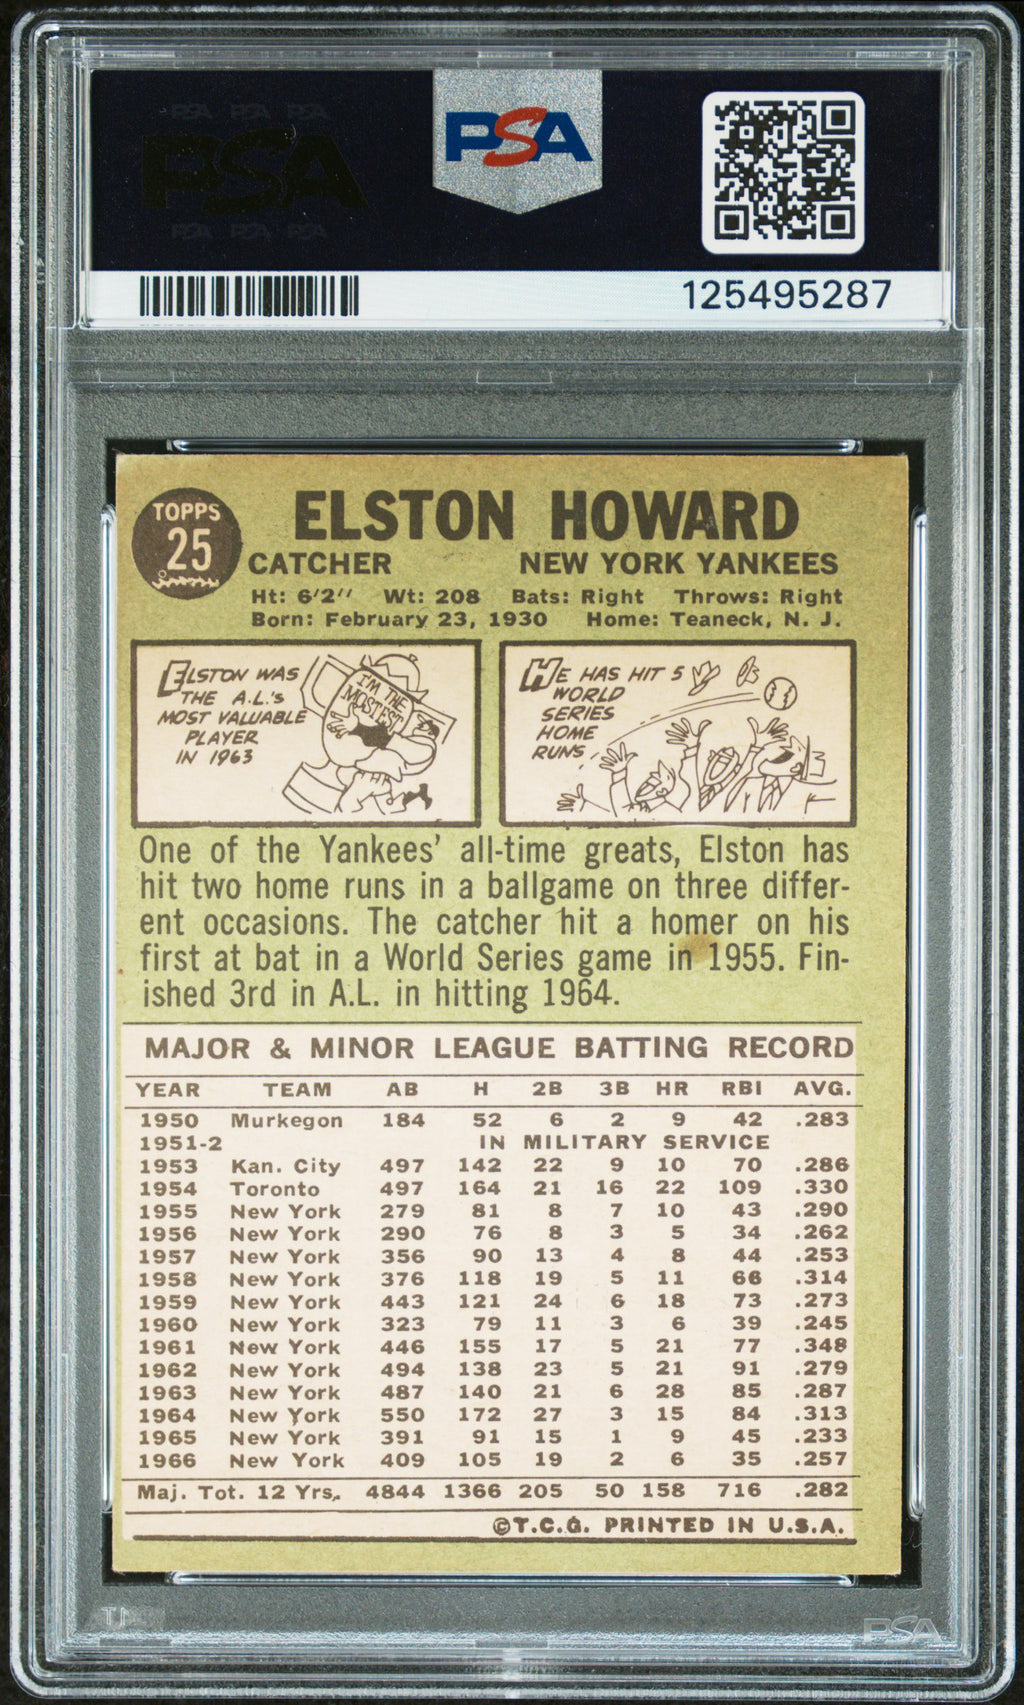 PSA PSA PSA
PSA
PSA PSA PSA
PSA
125495287
TOPPS
25
ELSTON HOWARD
CATCHER NEW YORK YANKEES
Ht: 6'2'' Wt: 208 Bats: Right Throws: Right
Born: February 23, 1930 Home: Teaneck, N. J.
ELSTON WAS
THE A.L.'s
MOST VALUABLE
PLAYER
IN 1963
I'M THE
MOSTEST
HE HAS HIT 5
WORLD
SERIES
HOME
RUNS
One of the Yankees' all-time greats, Elston has
hit two home runs in a ballgame on three differ-
ent occasions. The catcher hit a homer on his
first at bat in a World Series game in 1955. Fin-
ished 3rd in A.L. in hitting 1964.
MAJOR & MINOR LEAGUE BATTING RECORD
YEAR TEAM AB H 2B 3B HR RBI AVG.
1950 Murkegon 184 52 6 2 9 42 .283
1951-2 IN MILITARY SERVICE
1953 Kan. City 497 142 22 9 10 70 .286
1954 Toronto 497 164 21 16 22 109 .330
1955 New York 279 81 8 7 10 43 .290
1956 New York 290 76 8 3 5 34 .262
1957 New York 356 90 13 4 8 44 .253
1958 New York 376 118 19 5 11 66 .314
1959 New York 443 121 24 6 18 73 .273
1960 New York 323 79 11 3 6 39 .245
1961 New York 446 155 17 5 21 77 .348
1962 New York 494 138 23 5 21 91 .279
1963 New York 487 140 21 6 28 85 .287
1964 New York 550 172 27 3 15 84 .313
1965 New York 391 91 15 1 9 45 .233
1966 New York 409 105 19 2 6 35 .257
Maj. Tot. 12 Yrs. 4844 1366 205 50 158 716 .282
©T.C.G. PRINTED IN U.S.A.
PSA